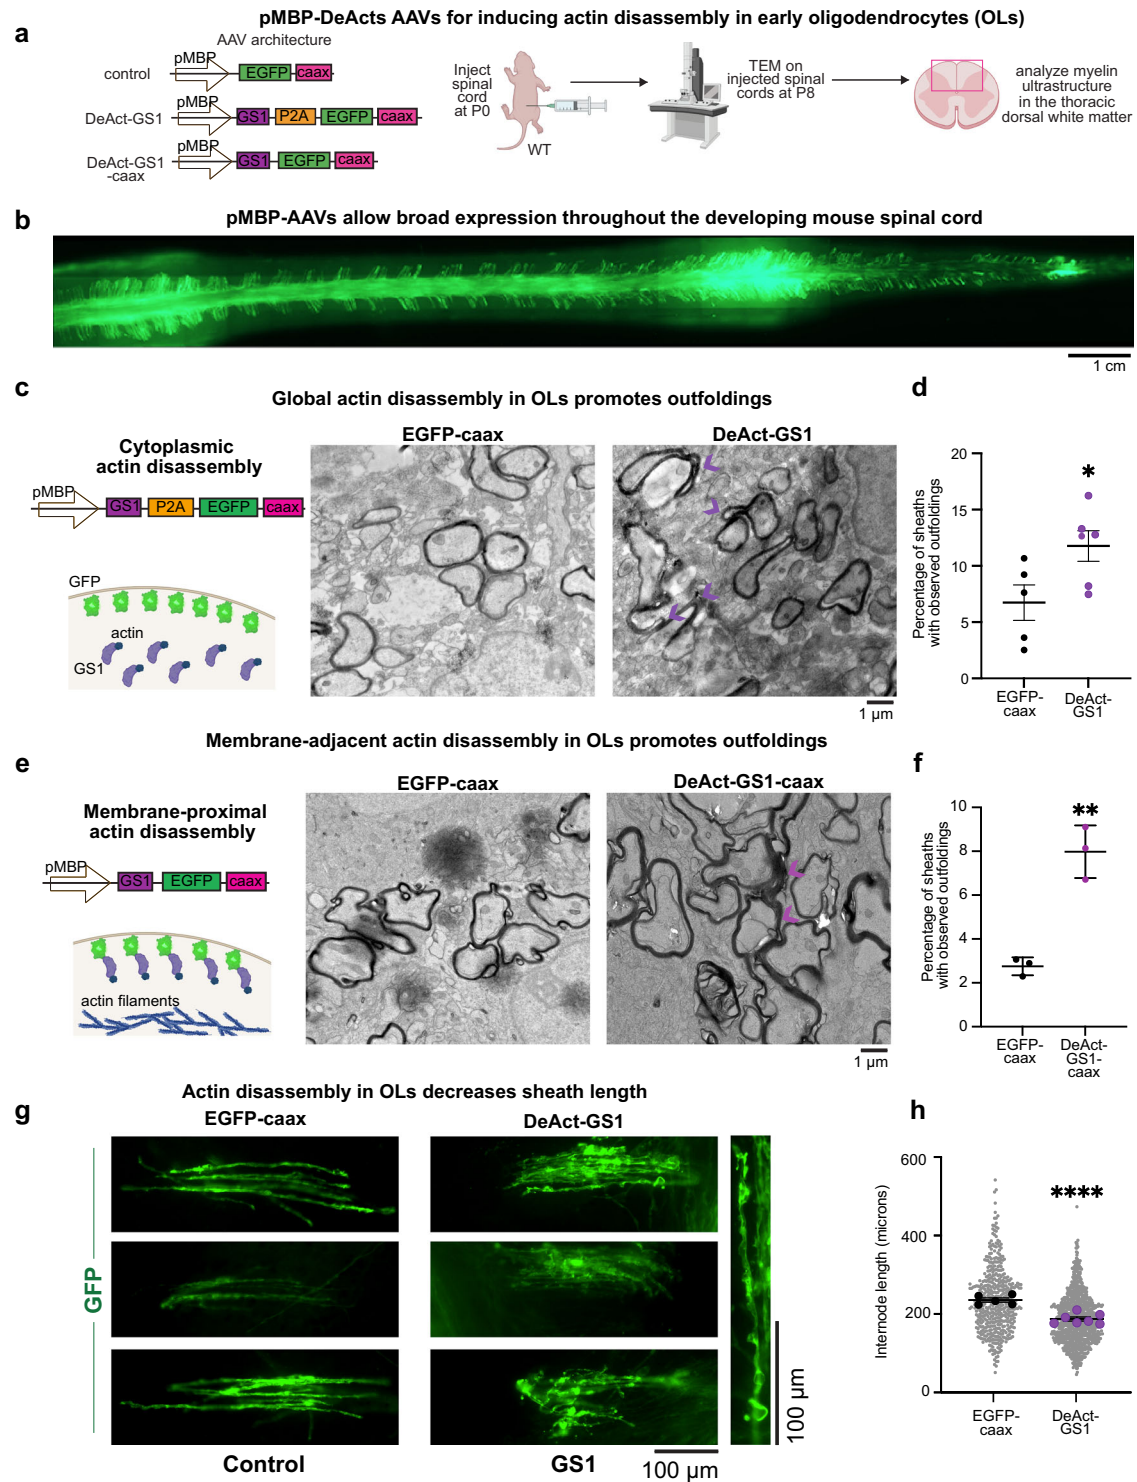 a
pMBP-DeActs AAVs for inducing actin disassembly in early oligodendrocytes (OLs)
AAV architecture
control
pMBP
EGFP
caax
DeAct-GS1
pMBP
GS1
P2A
EGFP
caax
DeAct-GS1
-caax
pMBP
GS1
EGFP
caax
Inject
spinal
cord
at P0
WT
TEM on
injected spinal
cords at P8
analyze myelin
ultrastructure
in the thoracic
dorsal white matter
b
pMBP-AAVs allow broad expression throughout the developing mouse spinal cord
1 cm
c
Global actin disassembly in OLs promotes outfoldings
Cytoplasmic
actin disassembly
pMBP
GS1
P2A
EGFP
caax
GFP
actin
GS1
EGFP-caax
DeAct-GS1
1 µm
d
Percentage of sheaths
with observed outfoldings
20
15
10
5
0
*
EGFP-
caax
DeAct-
GS1
e
Membrane-adjacent actin disassembly in OLs promotes outfoldings
Membrane-proximal
actin disassembly
pMBP
GS1
EGFP
caax
actin filaments
EGFP-caax
DeAct-GS1-caax
1 µm
f
Percentage of sheaths
with observed outfoldings
10
8
6
4
2
0
**
EGFP-
caax
DeAct-
GS1-
caax
g
Actin disassembly in OLs decreases sheath length
EGFP-caax
DeAct-GS1
GFP
Control
GS1
100 µm
100 µm
h
Internode length (microns)
600
400
200
0
****
EGFP-
caax
DeAct-
GS1